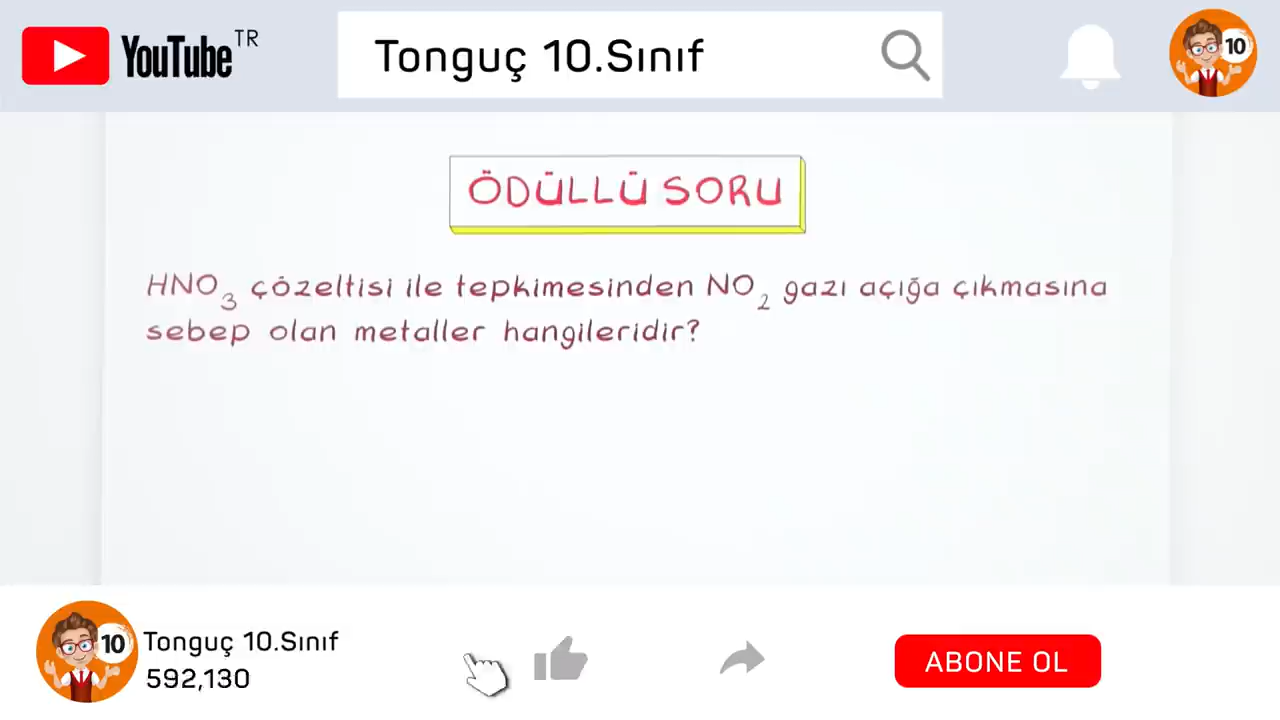 YouTube TR
Tonguç 10.Sınıf
10
ÖDÜLLÜ SORU
HNO₃ çözeltisi ile tepkimesinden NO₂ gazı açığa çıkmasına
sebep olan metaller hangileridir?
10
Tonguç 10.Sınıf
592,130
ABONE OL